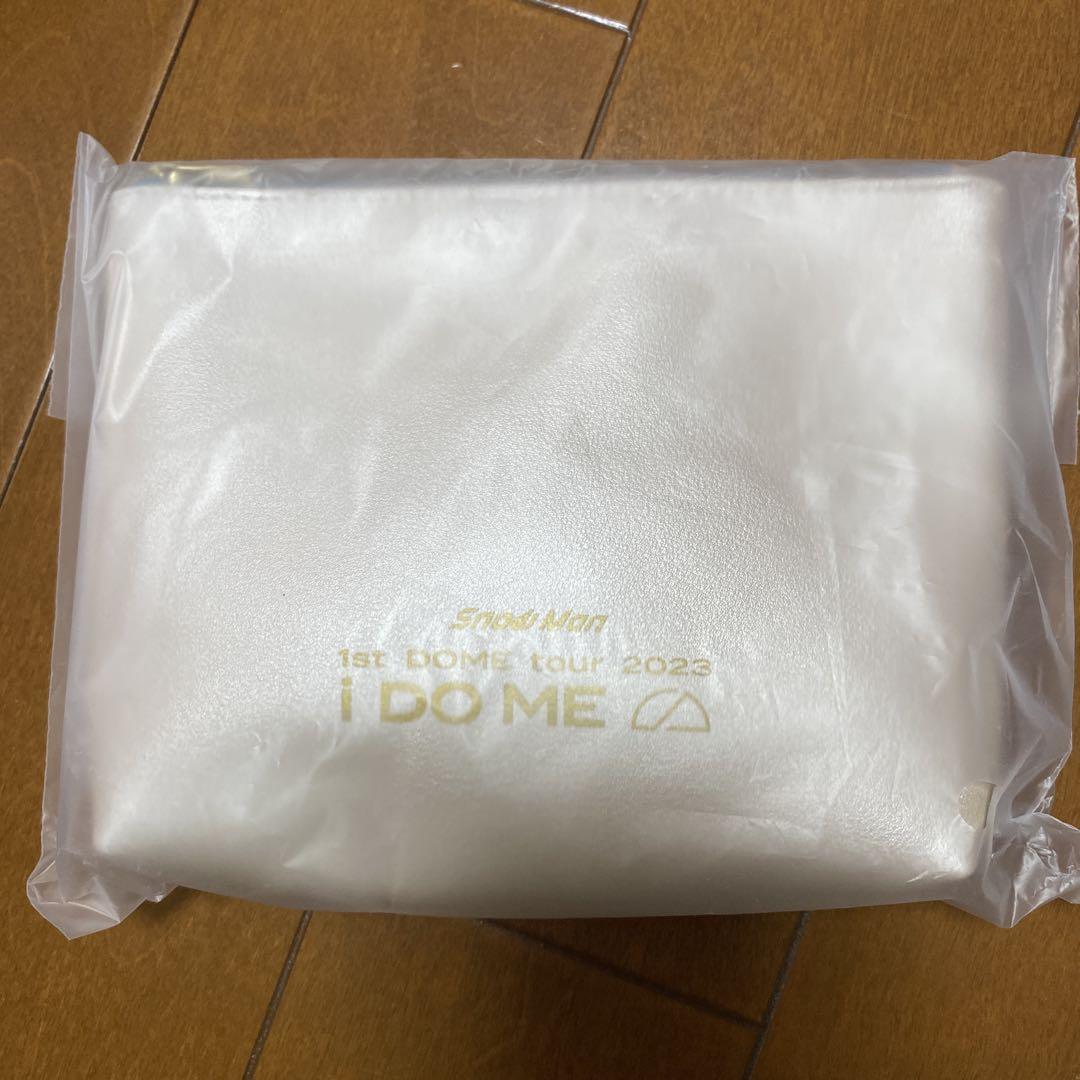 Snow Man
1st DOME tour 2023
i DO ME